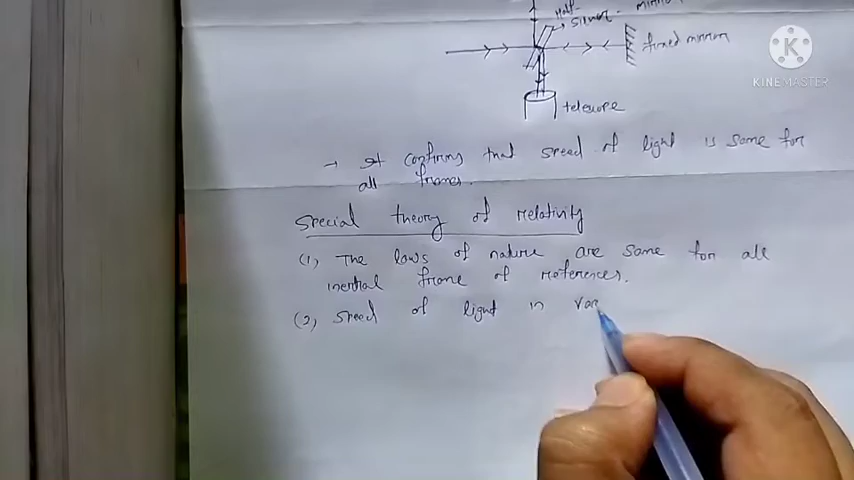 Half-
silver - mirror
fixed mirror
telescope
→ It confirms that speed of light is same for
all frames.
Special theory of relativity
(1) The laws of nature are same for all
inertial frame of references.
(2) Speed of light in vac
K
KINEMASTER